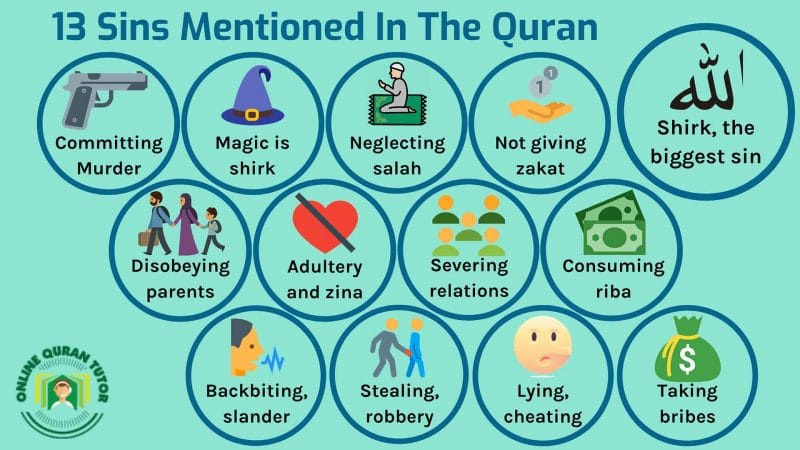 13 Sins Mentioned In The Quran
Committing
Murder
Magic is
shirk
Neglecting
salah
1
1
Not giving
zakat
الله
Shirk, the
biggest sin
Disobeying
parents
Adultery
and zina
Severing
relations
Consuming
riba
Backbiting,
slander
Stealing,
robbery
Lying,
cheating
$
Taking
bribes
ONLINE QURAN TUTOR